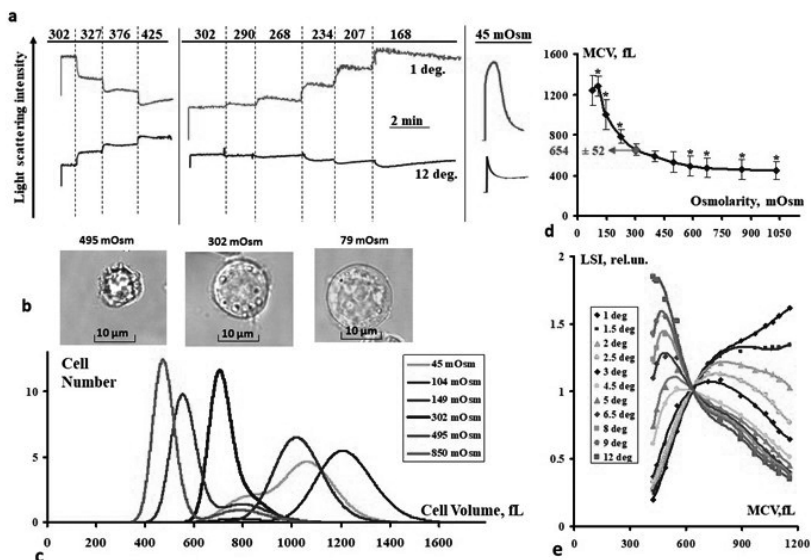 a
302 327 376 425
302 290 268 234 207 168
45 mOsm
Light scattering intensity
1 deg.
2 min
12 deg.
MCV, fL
1600
1200
800
654 ± 52
400
Osmolarity, mOsm
0 150 300 450 600 750 900 1050
d
495 mOsm
302 mOsm
79 mOsm
10 μm
10 μm
10 μm
b
Cell
Number
10
5
0
45 mOsm
104 mOsm
149 mOsm
302 mOsm
495 mOsm
850 mOsm
Cell Volume, fL
0 200 400 600 800 1000 1200 1400 1600
c
LSI, rel.un.
2
1.5
1
0.5
0
1 deg
1.5 deg
2 deg
2.5 deg
3 deg
4.5 deg
5 deg
6.5 deg
8 deg
9 deg
12 deg
MCV,fL
0 200 400 600 800 1000 1200
e